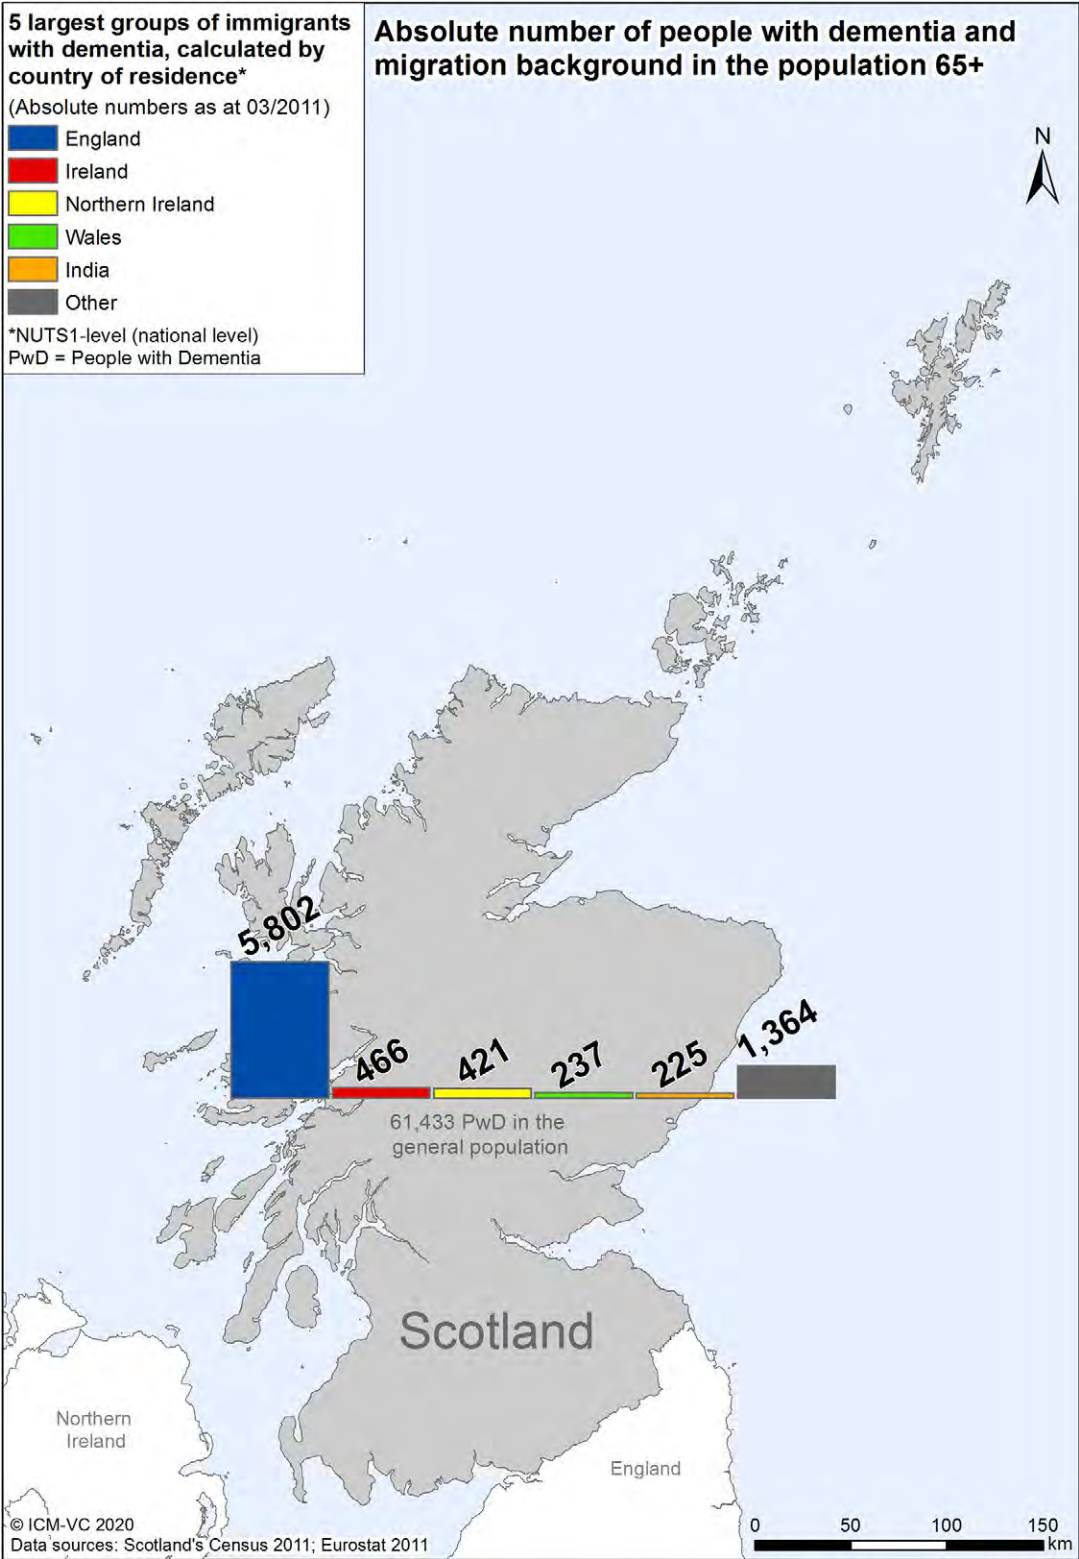 5 largest groups of immigrants
with dementia, calculated by
country of residence*
(Absolute numbers as at 03/2011)
England
Ireland
Northern Ireland
Wales
India
Other
*NUTS1-level (national level)
PwD = People with Dementia
Absolute number of people with dementia and
migration background in the population 65+
N
5,802
466
421
237
225
1,364
61,433 PwD in the
general population
Scotland
Northern
Ireland
England
© ICM-VC 2020
Data sources: Scotland's Census 2011; Eurostat 2011
0 50 100 150
km